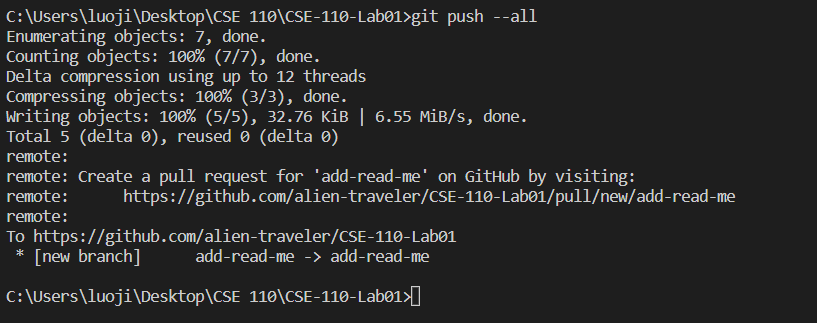 C:\Users\luoji\Desktop\CSE 110\CSE-110-Lab01>git push --all
Enumerating objects: 7, done.
Counting objects: 100% (7/7), done.
Delta compression using up to 12 threads
Compressing objects: 100% (3/3), done.
Writing objects: 100% (5/5), 32.76 KiB | 6.55 MiB/s, done.
Total 5 (delta 0), reused 0 (delta 0)
remote:
remote: Create a pull request for 'add-read-me' on GitHub by visiting:
remote:      https://github.com/alien-traveler/CSE-110-Lab01/pull/new/add-read-me
remote:
To https://github.com/alien-traveler/CSE-110-Lab01
 * [new branch]      add-read-me -> add-read-me
C:\Users\luoji\Desktop\CSE 110\CSE-110-Lab01>